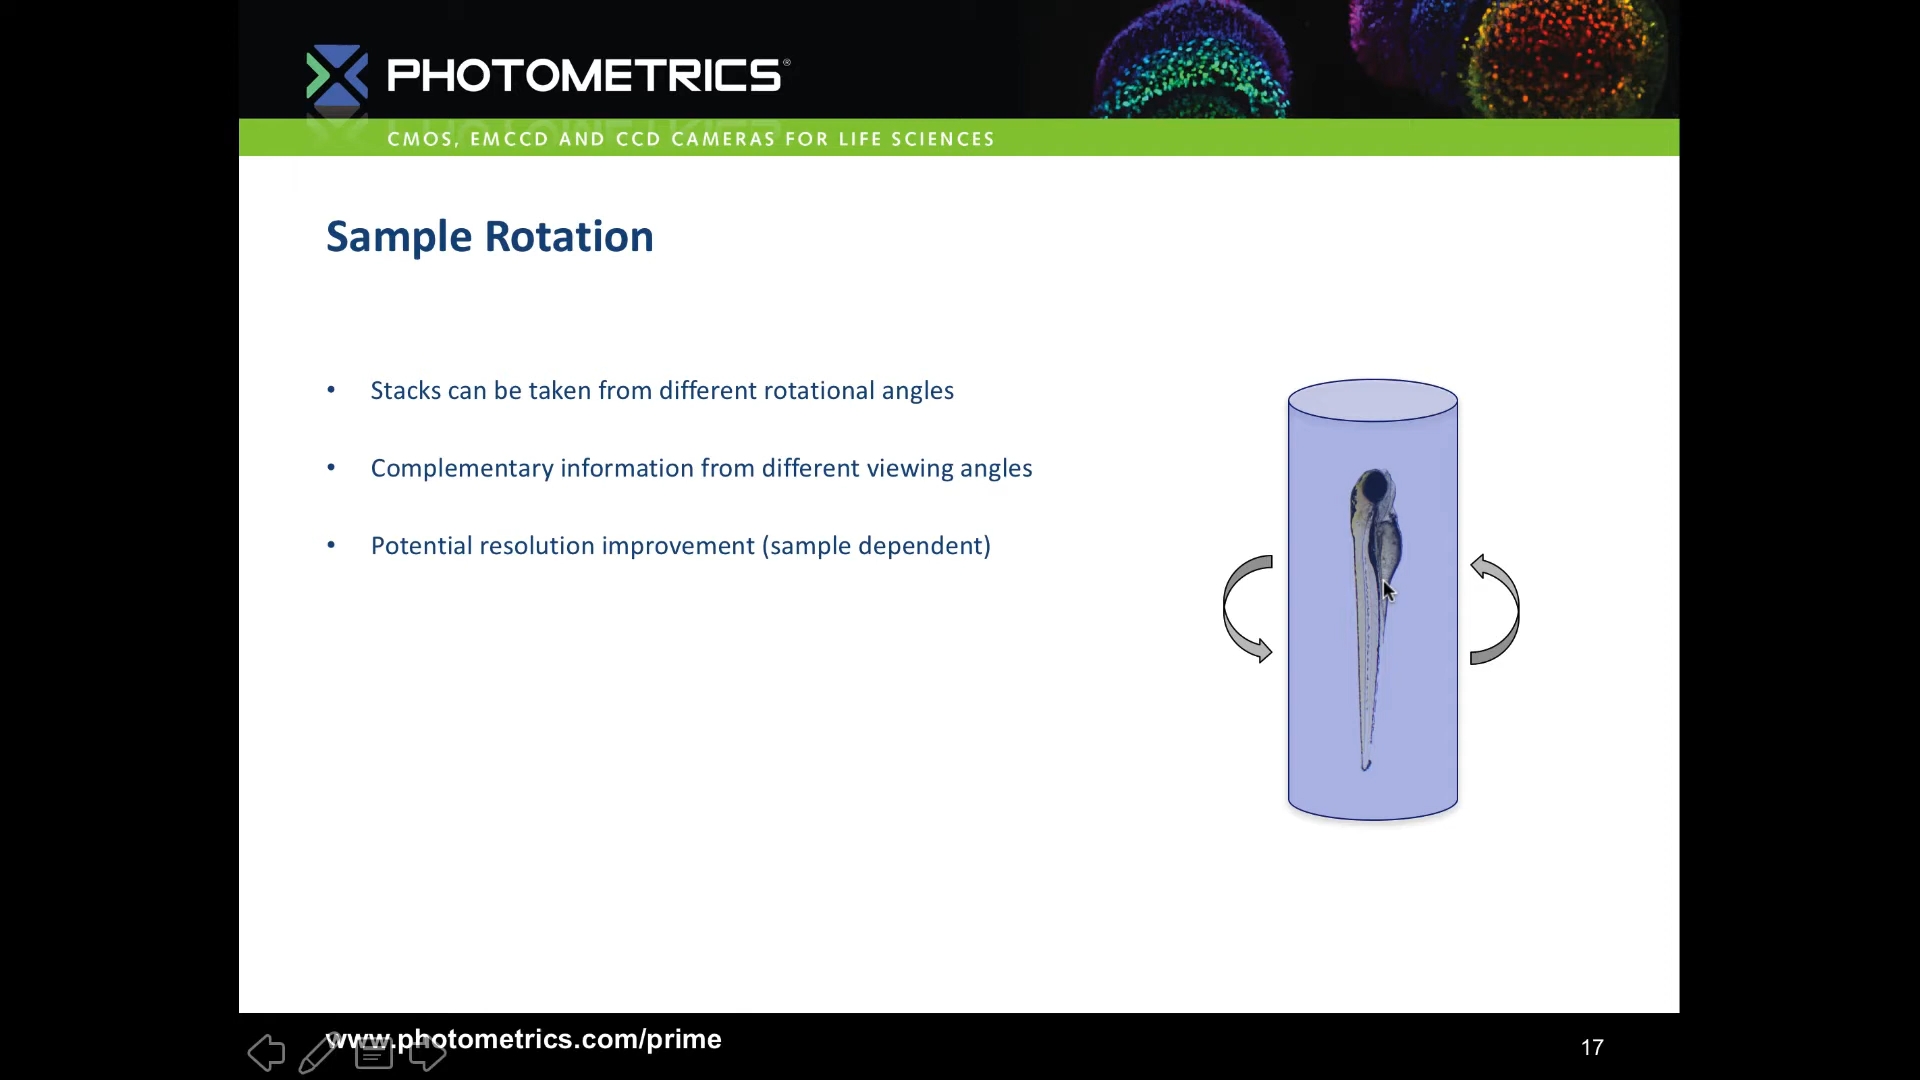 PHOTOMETRICS®
CMOS, EMCCD AND CCD CAMERAS FOR LIFE SCIENCES
Sample Rotation
• Stacks can be taken from different rotational angles
• Complementary information from different viewing angles
• Potential resolution improvement (sample dependent)
www.photometrics.com/prime
17